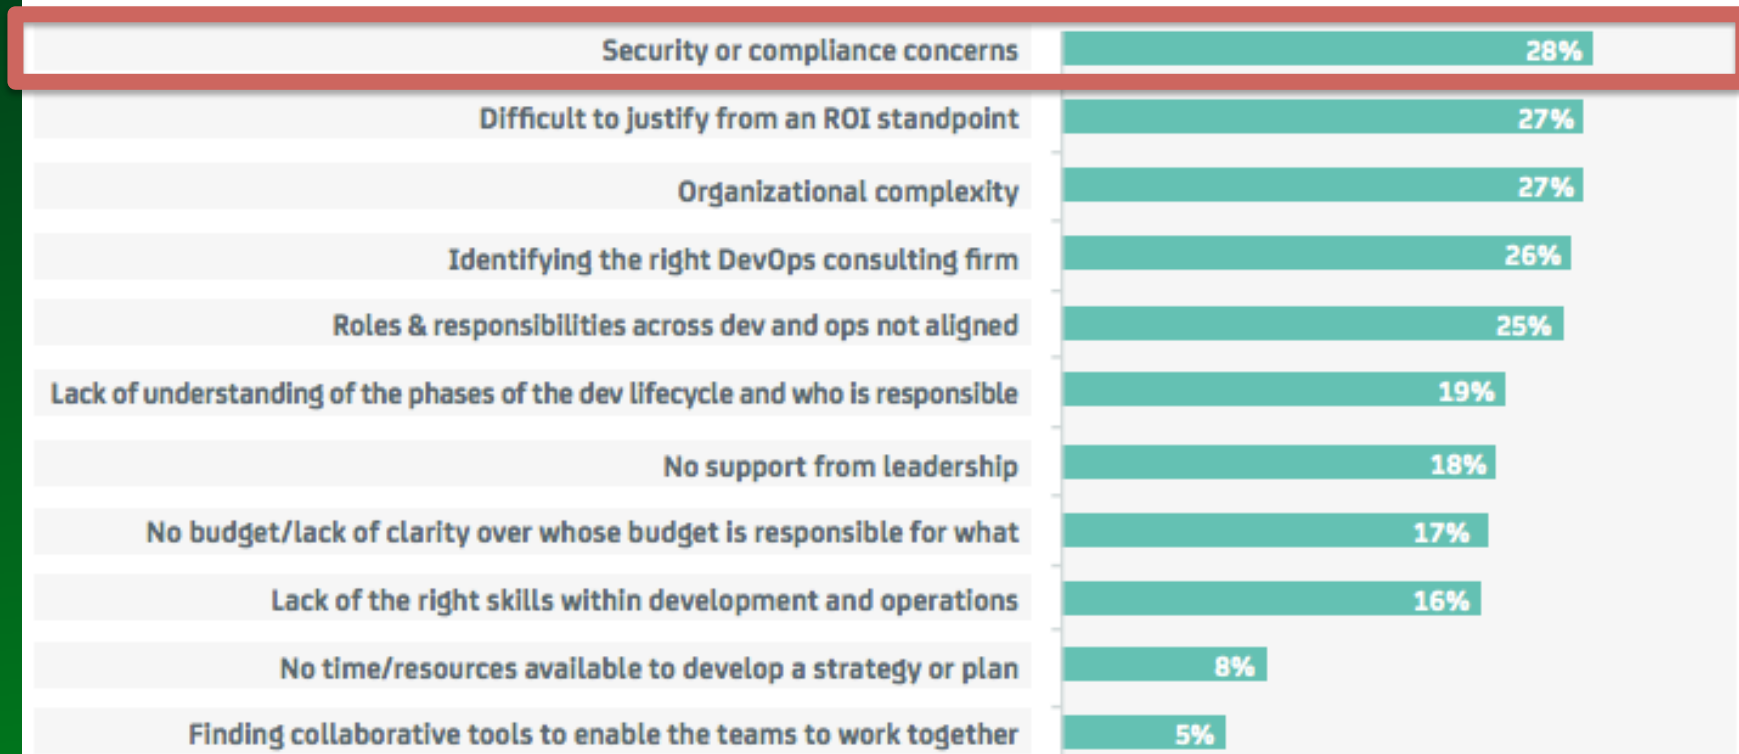 Security or compliance concerns 28%
Difficult to justify from an ROI standpoint 27%
Organizational complexity 27%
Identifying the right DevOps consulting firm 26%
Roles & responsibilities across dev and ops not aligned 25%
Lack of understanding of the phases of the dev lifecycle and who is responsible 19%
No support from leadership 18%
No budget/lack of clarity over whose budget is responsible for what 17%
Lack of the right skills within development and operations 16%
No time/resources available to develop a strategy or plan 8%
Finding collaborative tools to enable the teams to work together 5%